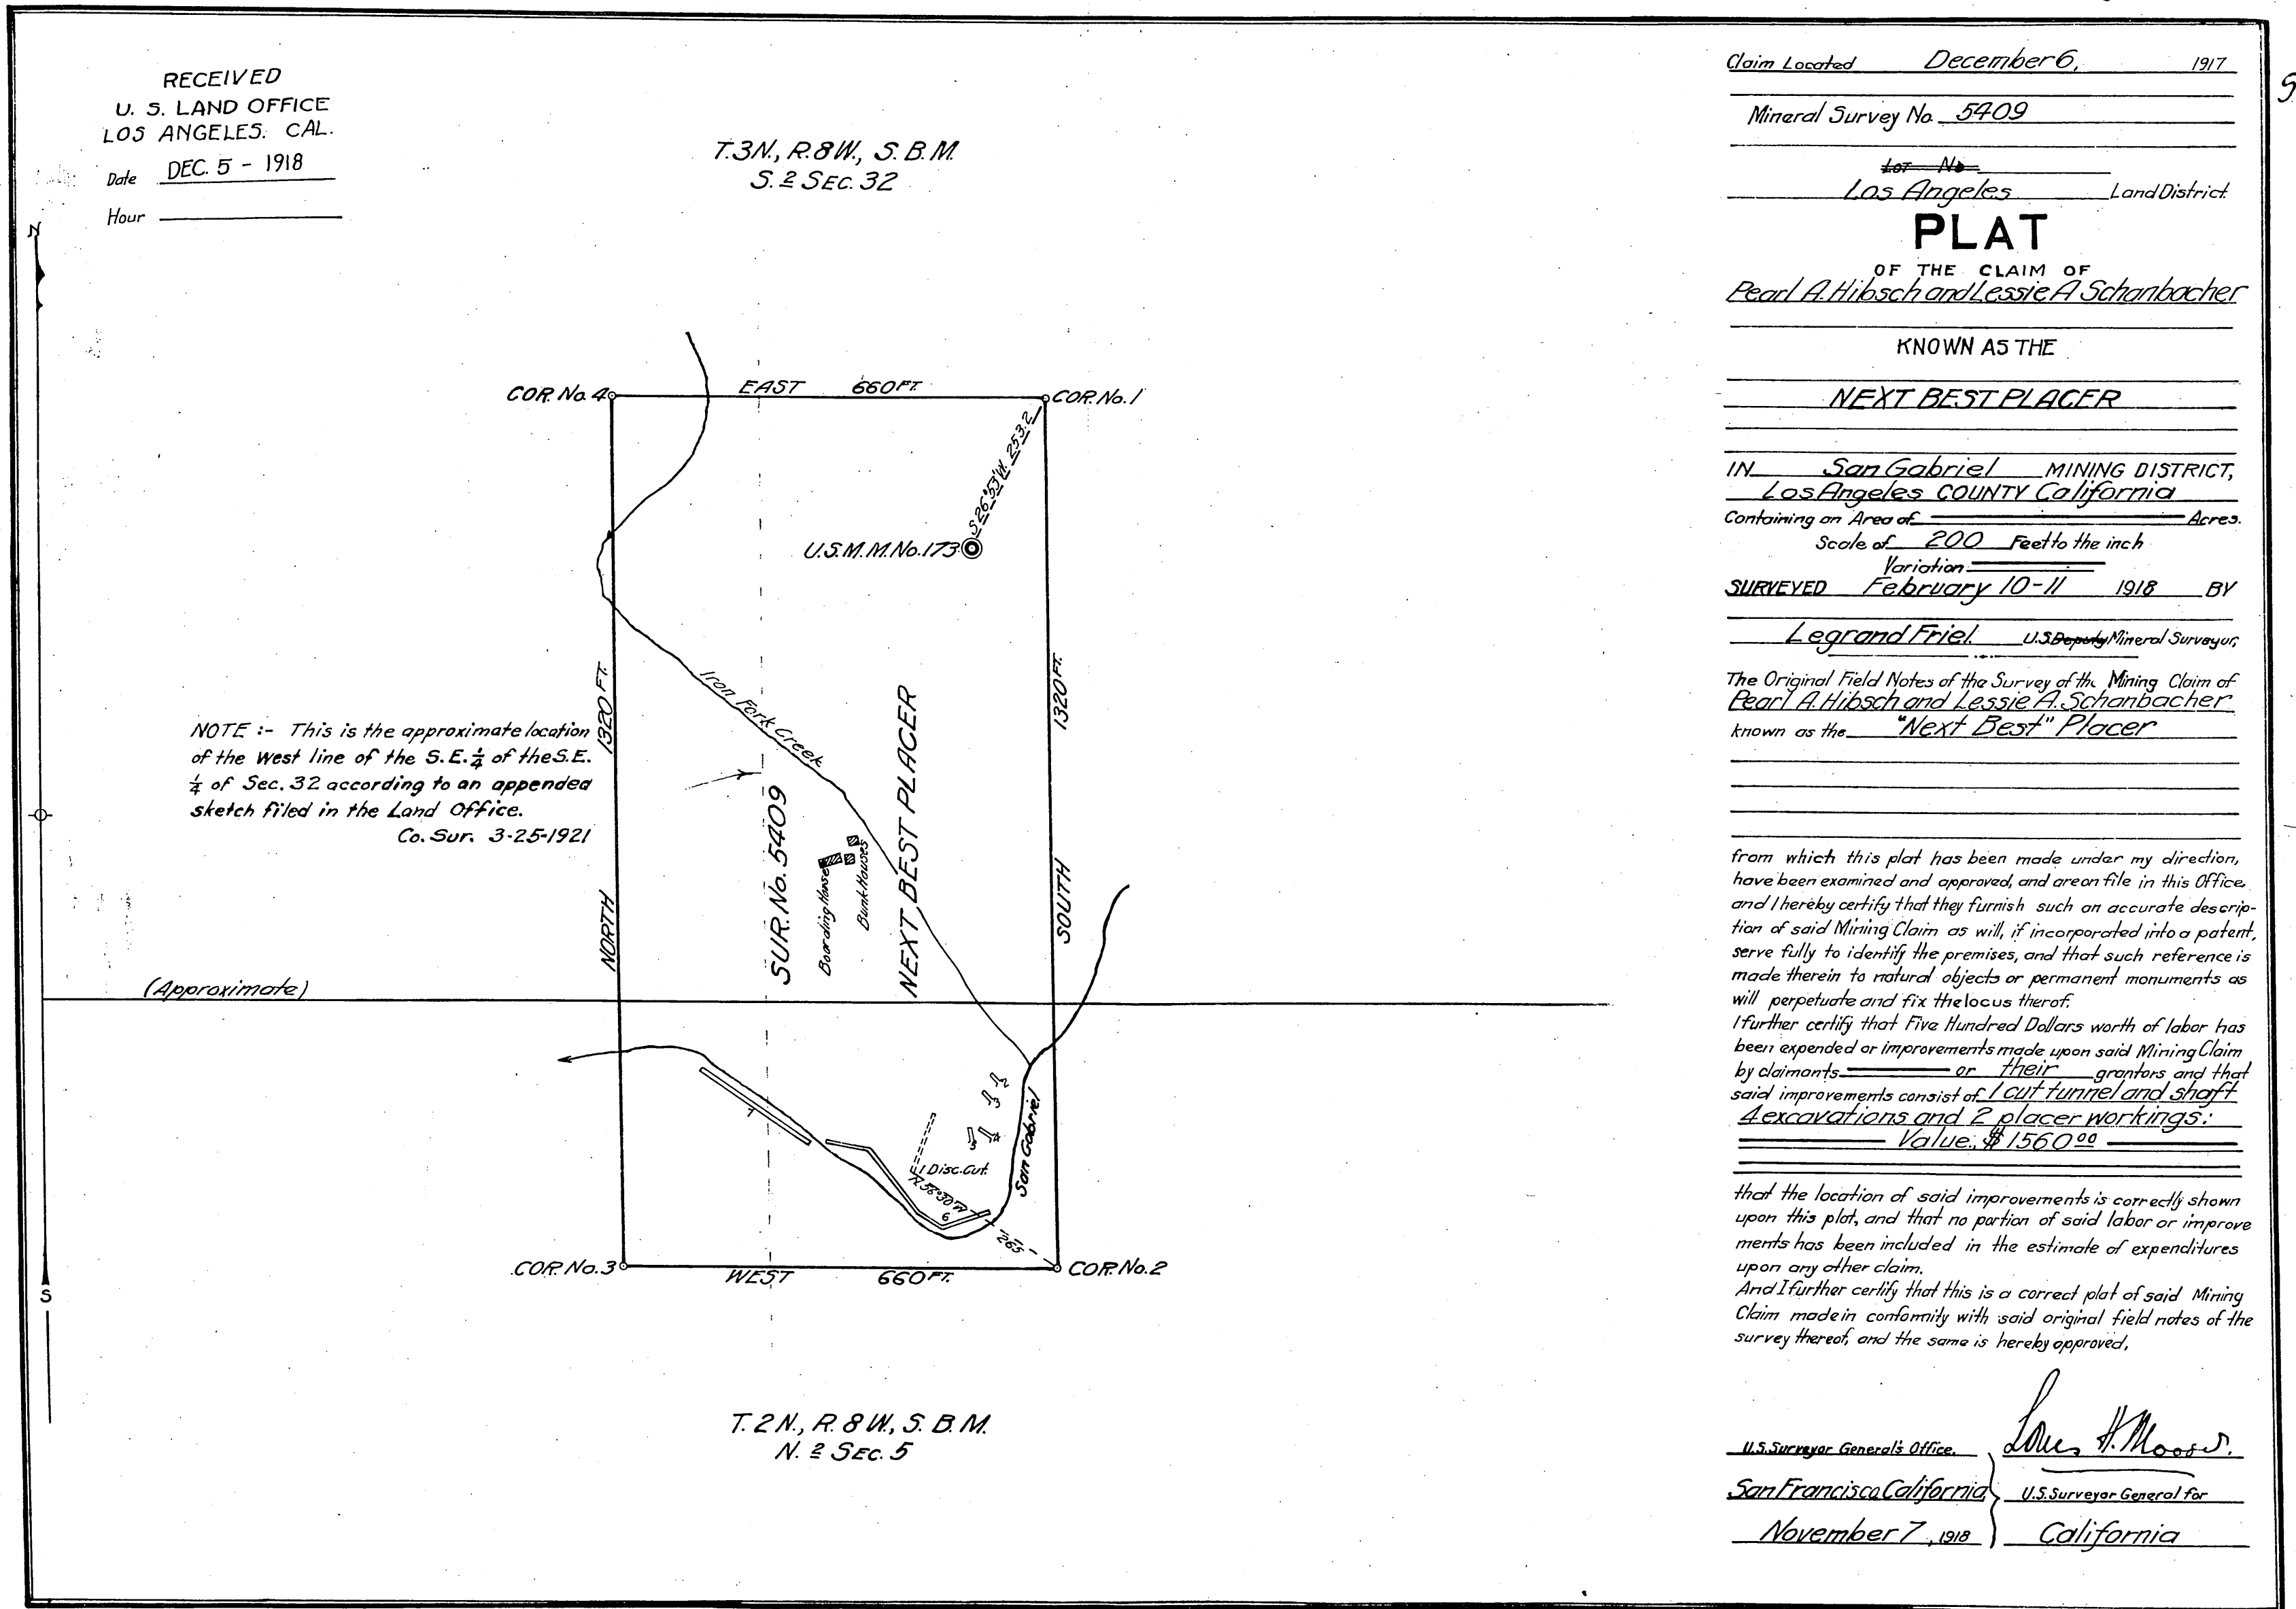 RECEIVED
U. S. LAND OFFICE
LOS ANGELES. CAL.
Date DEC. 5 - 1918
Hour
N
T.3N., R.8W., S.B.M.
S. 2 SEC. 32
COR. No. 4
EAST 660 FT.
COR. No. 1
S 26°53' W. 253.2
U.S.M.M. No. 173
1320 FT.
1320 FT.
Iron Fork Creek
NOTE :- This is the approximate location
of the west line of the S.E. ¼ of the S.E.
¼ of Sec. 32 according to an appended
sketch filed in the Land Office.
Co. Sur. 3-25-1921
SUR. No. 5409
NEXT BEST PLACER
Boarding House
Bunk Houses
NORTH
SOUTH
(Approximate)
7
2
3
5
4
1 Disc. Cut.
N. 56°30' W
6
265
San Gabriel
COR. No. 3
WEST 660 FT.
COR. No. 2
S
T. 2 N., R. 8 W., S. B. M.
N. 2 SEC. 5
Claim Located December 6, 1917
Mineral Survey No. 5409
Lot No
Los Angeles Land District.
PLAT
OF THE CLAIM OF
Pearl A. Hibsch and Lessie A Schanbacher
KNOWN AS THE
NEXT BEST PLACER
IN San Gabriel MINING DISTRICT,
Los Angeles COUNTY California
Containing an Area of Acres.
Scale of 200 Feet to the inch
Variation
SURVEYED February 10-11 1918 BY
Legrand Friel. U.S. Deputy Mineral Surveyor,
The Original Field Notes of the Survey of the Mining Claim of
Pearl A. Hibsch and Lessie A. Schanbacher
known as the "Next Best" Placer
from which this plat has been made under my direction,
have been examined and approved, and are on file in this Office,
and I hereby certify that they furnish such an accurate descrip-
tion of said Mining Claim as will, if incorporated into a patent,
serve fully to identify the premises, and that such reference is
made therein to natural objects or permanent monuments as
will perpetuate and fix the locus therof.
I further certify that Five Hundred Dollars worth of labor has
been expended or improvements made upon said Mining Claim
by claimants or their grantors and that
said improvements consist of 1 cut tunnel and shaft
4 excavations and 2 placer workings:
Value: $1560.00
that the location of said improvements is correctly shown
upon this plat, and that no portion of said labor or improve
ments has been included in the estimate of expenditures
upon any other claim.
And I further certify that this is a correct plat of said Mining
Claim made in conformity with said original field notes of the
survey thereof, and the same is hereby approved.
U.S. Surveyor General's Office.
San Francisco, California
November 7, 1918
U.S. Surveyor General for
California